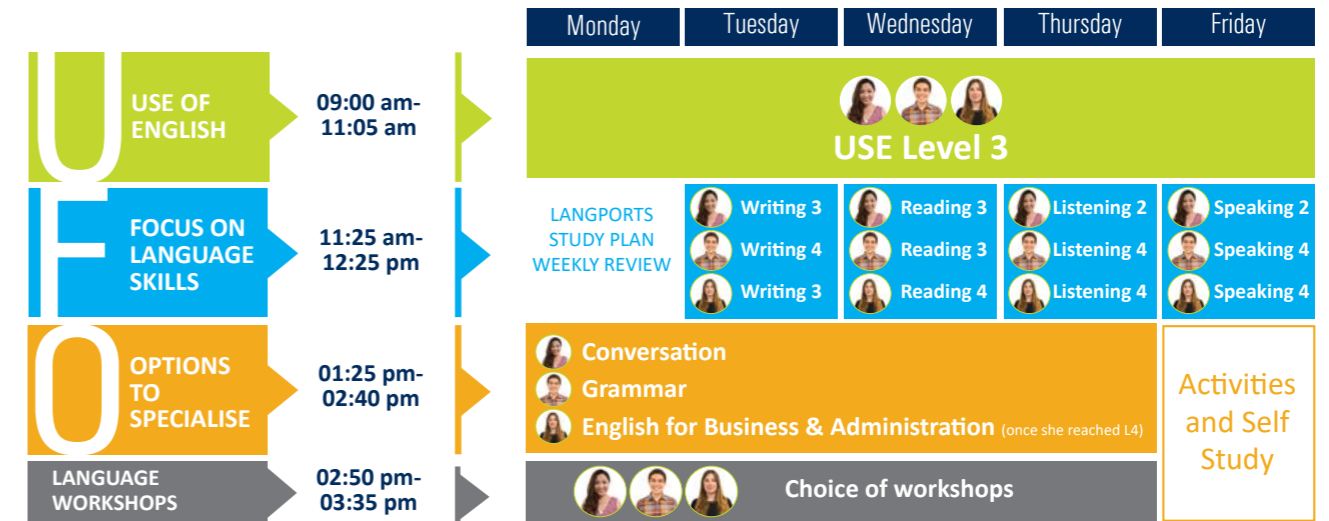 Monday
Tuesday
Wednesday
Thursday
Friday
U
USE OF
ENGLISH
09:00 am-
11:05 am
USE Level 3
F
FOCUS ON
LANGUAGE
SKILLS
11:25 am-
12:25 pm
LANGPORTS
STUDY PLAN
WEEKLY REVIEW
Writing 3
Writing 4
Writing 3
Reading 3
Reading 3
Reading 4
Listening 2
Listening 4
Listening 4
Speaking 2
Speaking 4
Speaking 4
O
OPTIONS
TO
SPECIALISE
01:25 pm-
02:40 pm
Conversation
Grammar
English for Business & Administration (once she reached L4)
Activities
and Self
Study
LANGUAGE
WORKSHOPS
02:50 pm-
03:35 pm
Choice of workshops